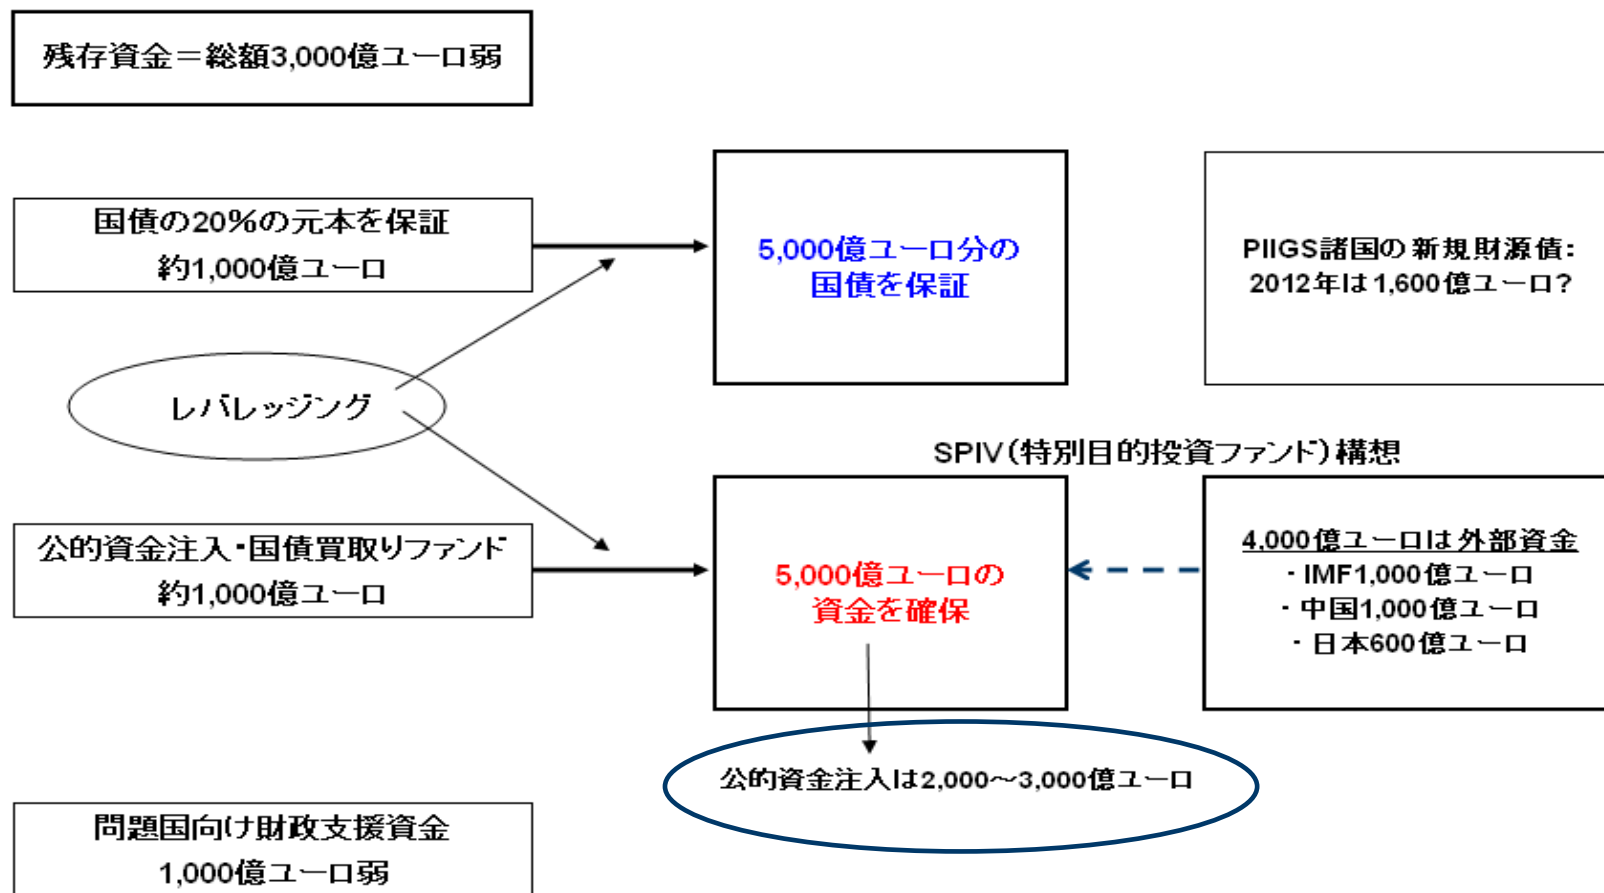 残存資金＝総額3,000億ユーロ弱
国債の20％の元本を保証
約1,000億ユーロ
5,000億ユーロ分の
国債を保証
PIIGS諸国の新規財源債：
2012年は1,600億ユーロ？
レバレッジング
SPIV（特別目的投資ファンド）構想
公的資金注入・国債買取りファンド
約1,000億ユーロ
5,000億ユーロの
資金を確保
4,000億ユーロは外部資金
・IMF1,000億ユーロ
・中国1,000億ユーロ
・日本600億ユーロ
公的資金注入は2,000～3,000億ユーロ
問題国向け財政支援資金
1,000億ユーロ弱